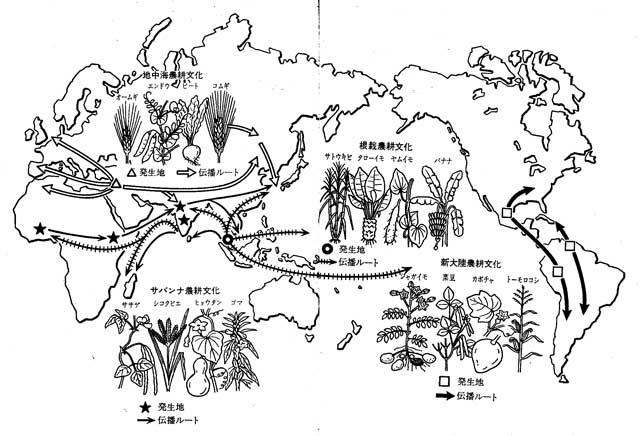 地中海農耕文化
オームギ エンドウ ビート コムギ
発生地 伝播ルート
根栽農耕文化
サトウキビ タローイモ ヤムイモ バナナ
発生地
伝播ルート
サバンナ農耕文化
ササゲ シコクビエ ヒョウタン ゴマ
発生地
伝播ルート
新大陸農耕文化
ジャガイモ 菜豆 カボチャ トーモロコシ
発生地
伝播ルート